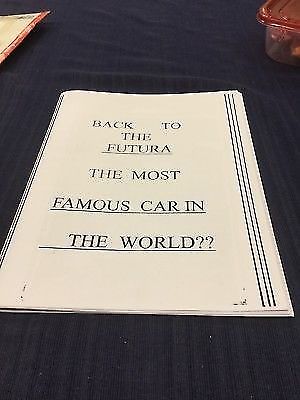 BACK TO
THE
FUTURA
THE MOST
FAMOUS CAR IN
THE WORLD??